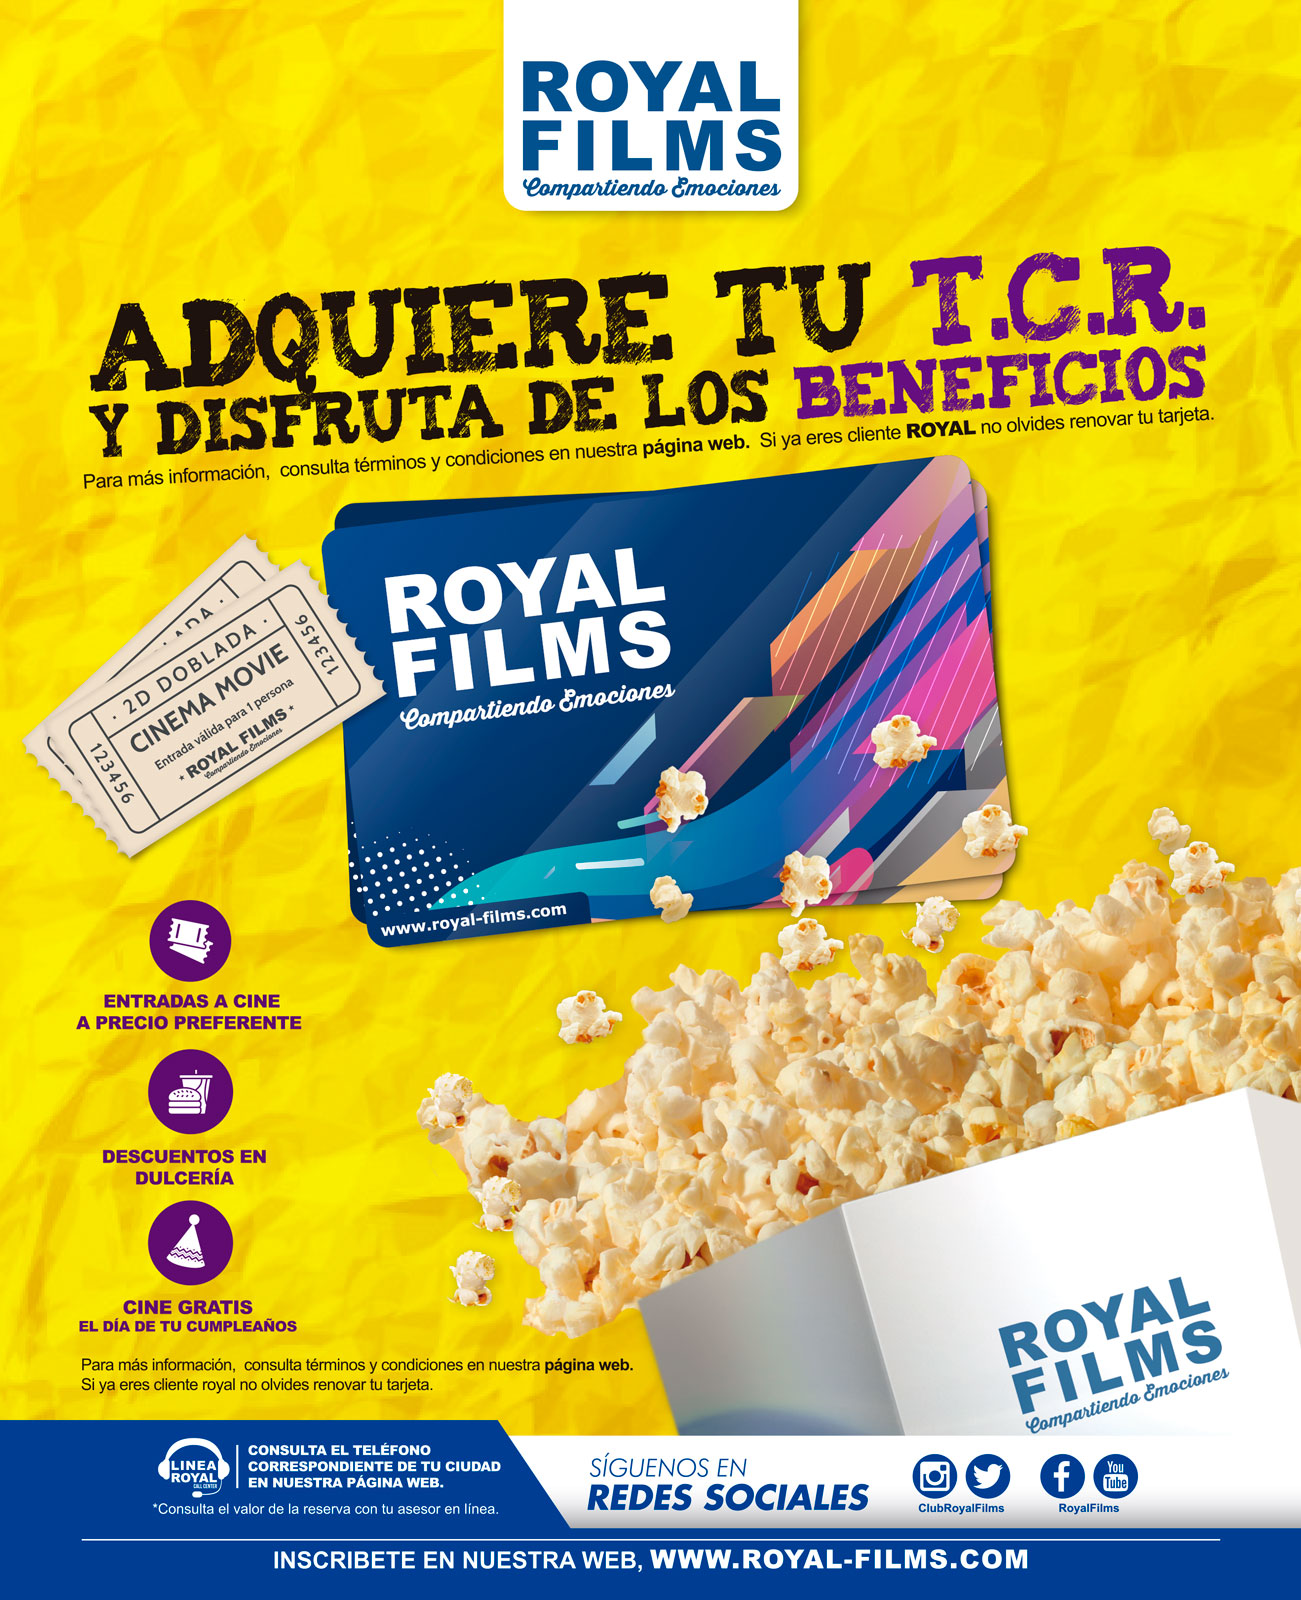 ROYAL
FILMS
Compartiendo Emociones
ADQUIERE TU T.C.R.
Y DISFRUTA DE LOS BENEFICIOS
Para más información, consulta términos y condiciones en nuestra página web. Si ya eres cliente ROYAL no olvides renovar tu tarjeta.
ROYAL
FILMS
Compartiendo Emociones
www.royal-films.com
· 2D DOBLADA ·
CINEMA MOVIE
Entrada válida para 1 persona
* ROYAL FILMS *
Compartiendo Emociones
123456
123456
ENTRADAS A CINE
A PRECIO PREFERENTE
DESCUENTOS EN
DULCERÍA
CINE GRATIS
EL DÍA DE TU CUMPLEAÑOS
Para más información, consulta términos y condiciones en nuestra página web.
Si ya eres cliente royal no olvides renovar tu tarjeta.
ROYAL
FILMS
Compartiendo Emociones
LINEA
ROYAL
CALL CENTER
CONSULTA EL TELÉFONO
CORRESPONDIENTE DE TU CIUDAD
EN NUESTRA PÁGINA WEB.
*Consulta el valor de la reserva con tu asesor en línea.
SÍGUENOS EN
REDES SOCIALES
ClubRoyalFilms
You
Tube
RoyalFilms
INSCRIBETE EN NUESTRA WEB, WWW.ROYAL-FILMS.COM